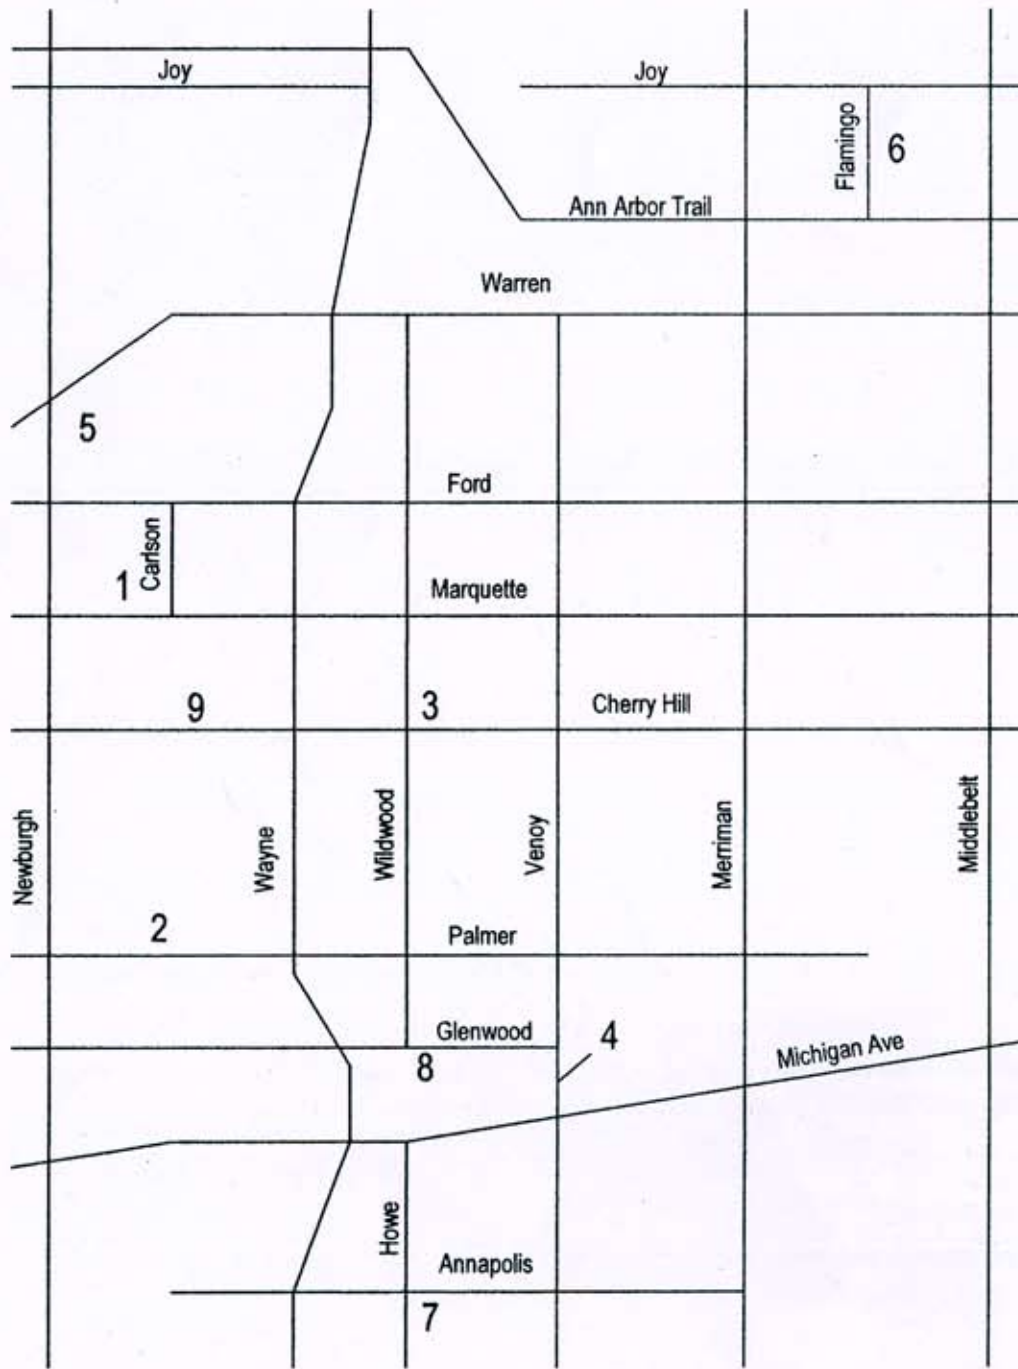 Joy
Joy
Flamingo
6
Ann Arbor Trail
Warren
5
Ford
Carlson
1
Marquette
9
3
Cherry Hill
Newburgh
Wayne
Wildwood
Venoy
Merriman
Middlebelt
2
Palmer
Glenwood
4
8
Michigan Ave
Howe
Annapolis
7